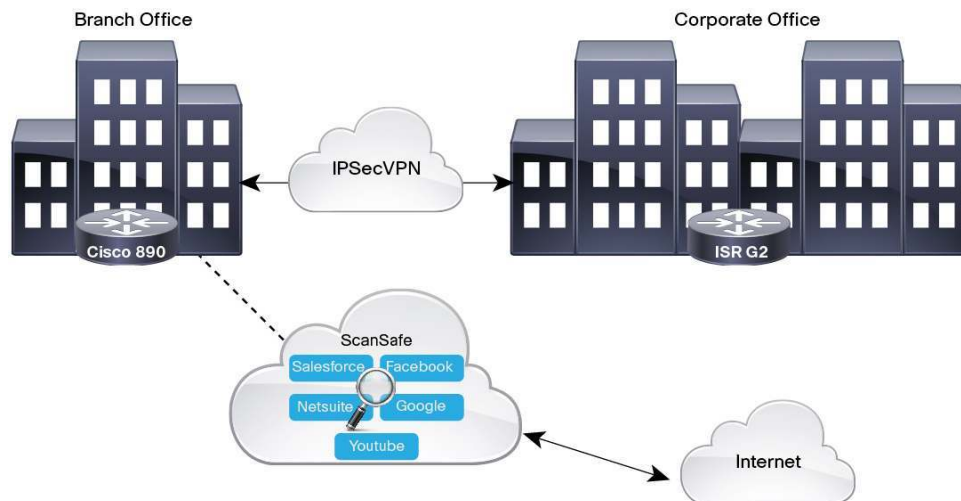 Branch Office
Corporate Office
IPSecVPN
Cisco 890
ISR G2
ScanSafe
Salesforce
Facebook
Netsuite
Google
Youtube
Internet